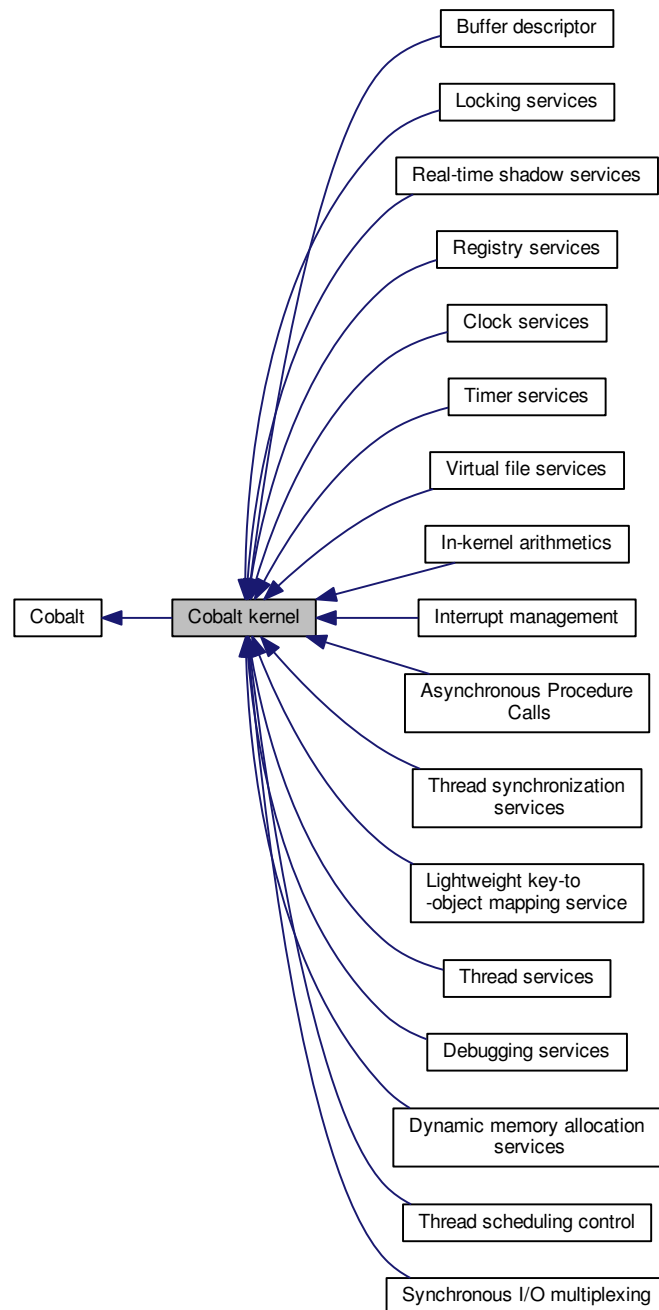 Buffer descriptor
Locking services
Real-time shadow services
Registry services
Clock services
Timer services
Virtual file services
In-kernel arithmetics
Cobalt
Cobalt kernel
Interrupt management
Asynchronous Procedure
Calls
Thread synchronization
services
Lightweight key-to
-object mapping service
Thread services
Debugging services
Dynamic memory allocation
services
Thread scheduling control
Synchronous I/O multiplexing